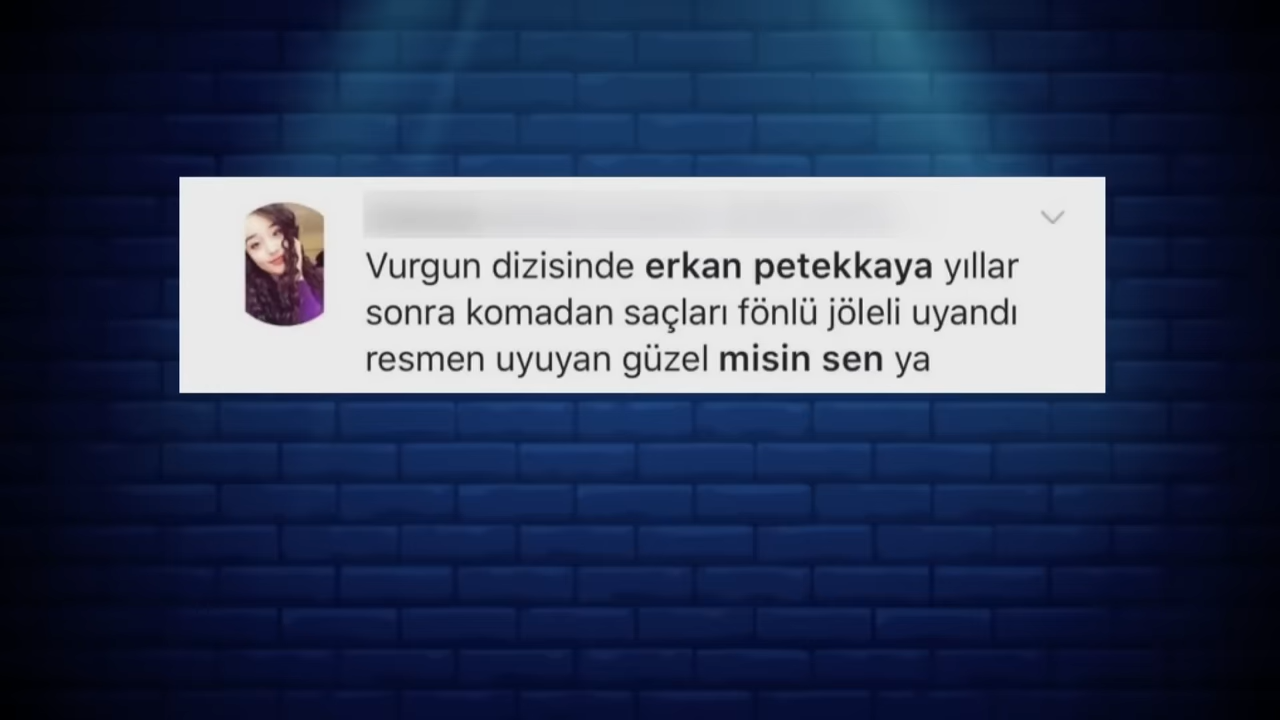 Vurgun dizisinde erkan petekkaya yıllar
sonra komadan saçları fönlü jöleli uyandı
resmen uyuyan güzel misin sen ya